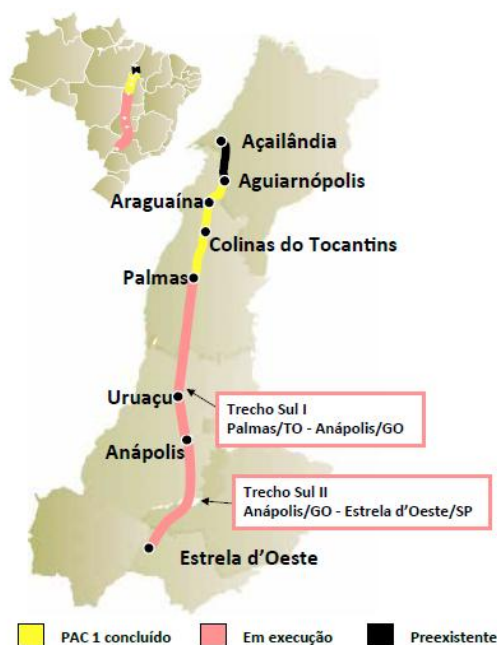 Açailândia
Aguiarnópolis
Araguaína
Colinas do Tocantins
Palmas
Uruaçu
Trecho Sul I
Palmas/TO - Anápolis/GO
Anápolis
Trecho Sul II
Anápolis/GO - Estrela d’Oeste/SP
Estrela d’Oeste
PAC 1 concluído
Em execução
Preexistente